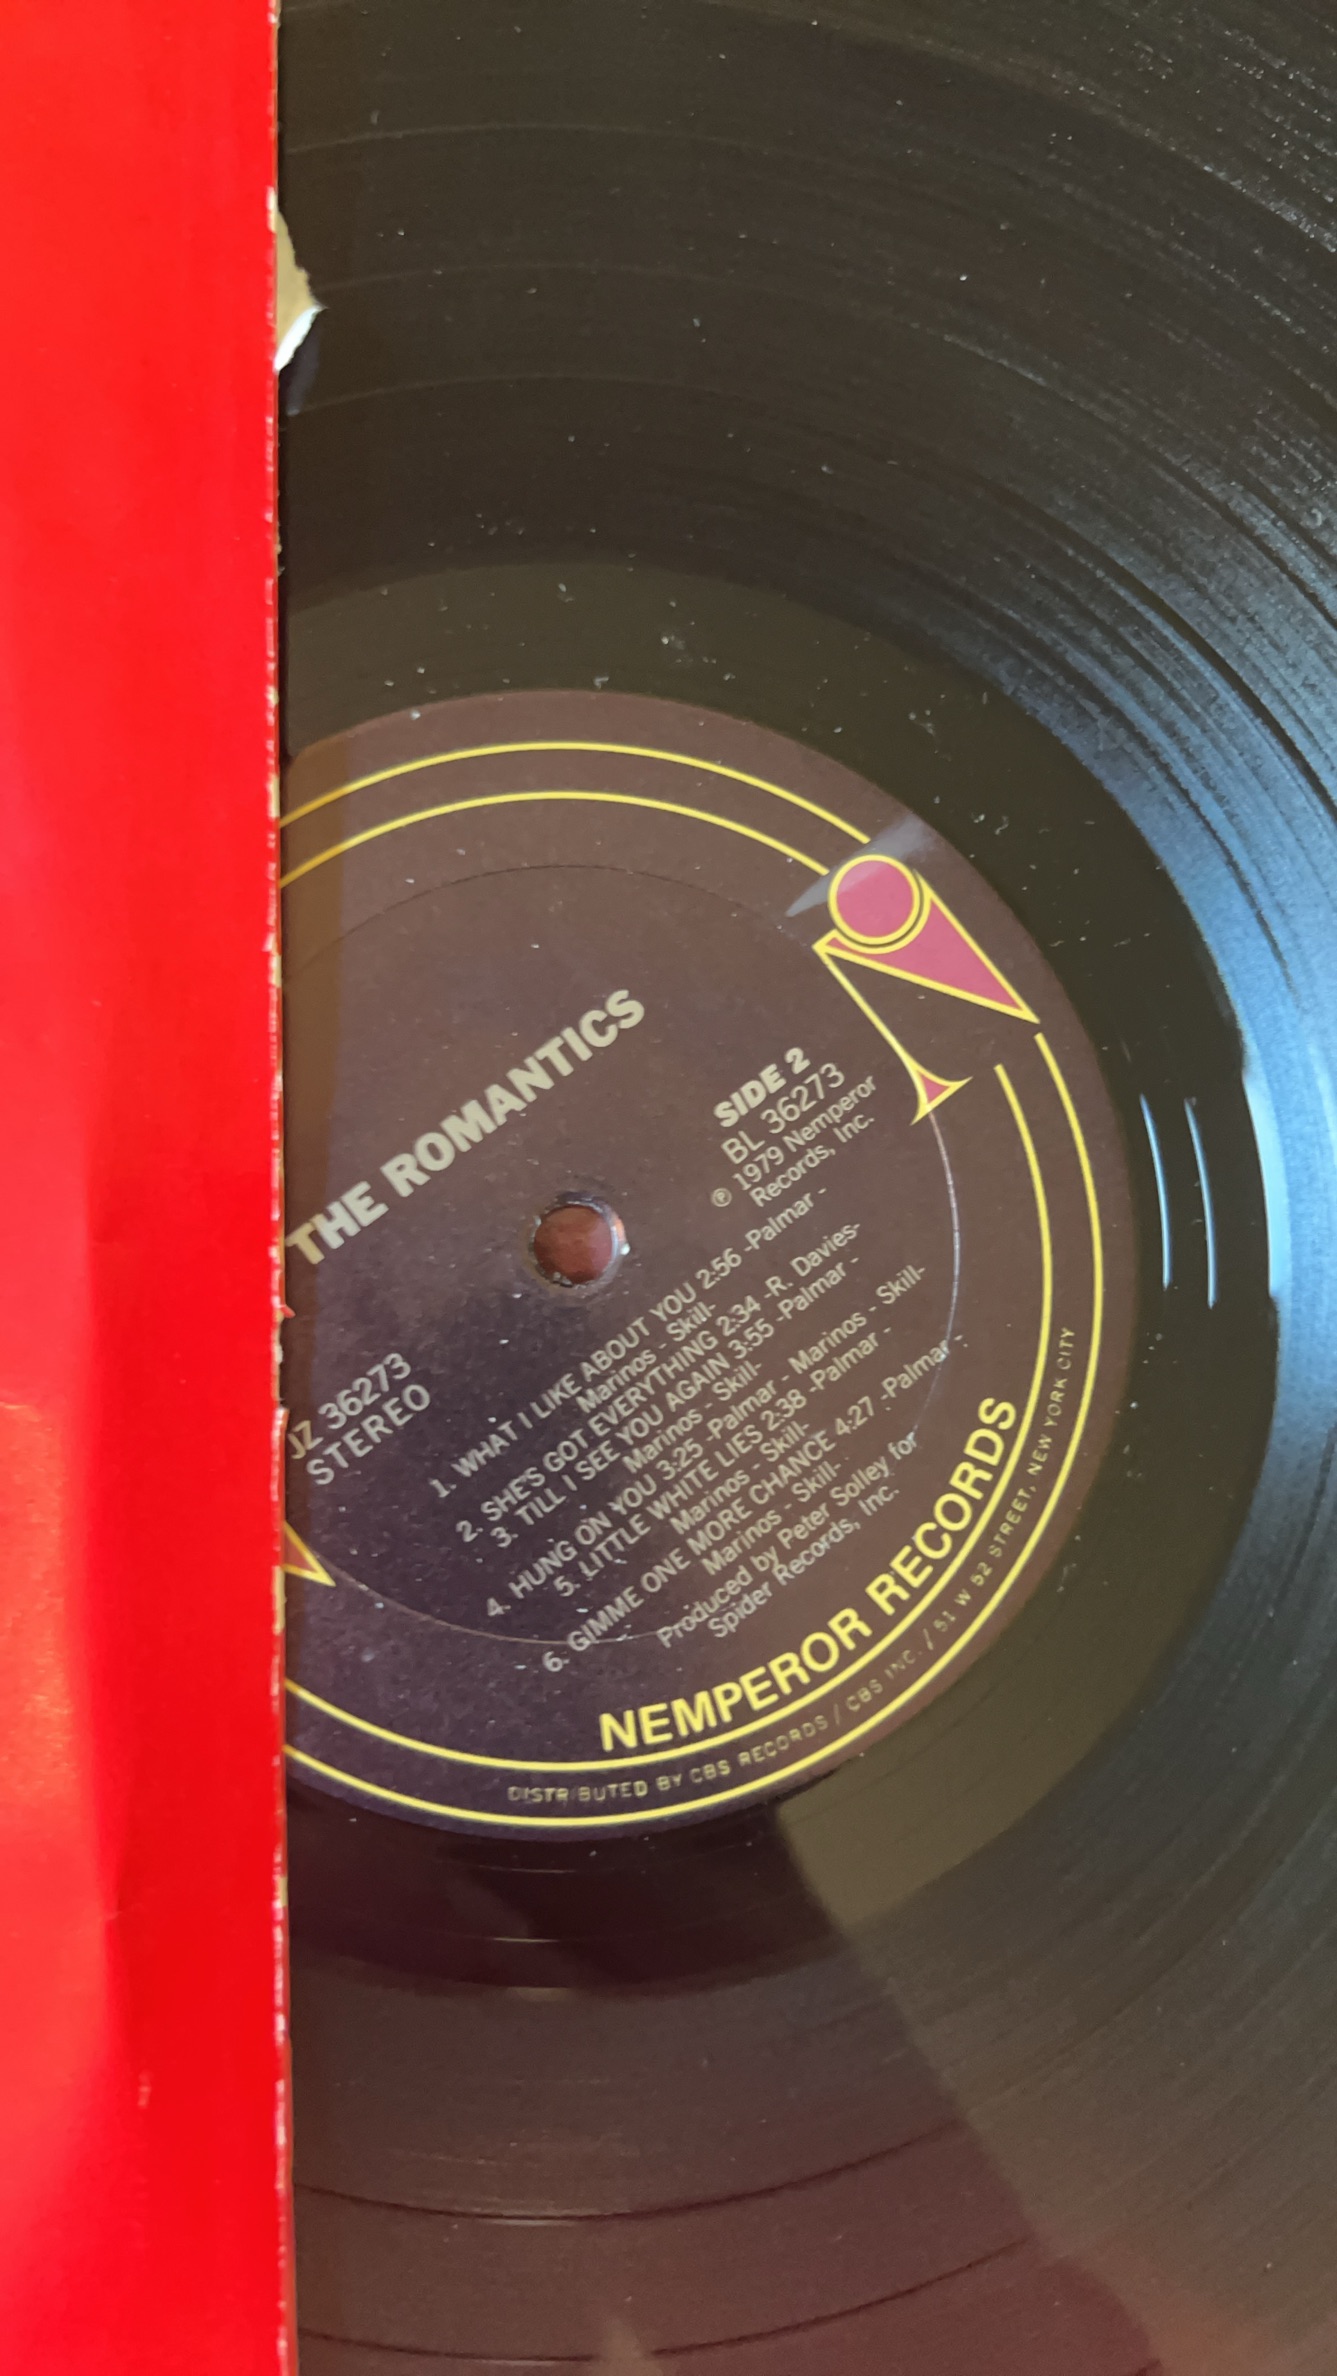 THE ROMANTICS
SIDE 2
BL 36273
℗ 1979 Nemperor
Records, Inc.
JZ 36273
STEREO
1. WHAT I LIKE ABOUT YOU 2:56 -Palmar -
Marinos - Skill-
2. SHE'S GOT EVERYTHING 2:34 -R. Davies-
3. TILL I SEE YOU AGAIN 3:55 -Palmar -
Marinos - Skill-
4. HUNG ON YOU 3:25 -Palmar - Marinos - Skill-
5. LITTLE WHITE LIES 2:38 -Palmar -
Marinos - Skill-
6. GIMME ONE MORE CHANCE 4:27 -Palmar -
Marinos - Skill-
Produced by Peter Solley for
Spider Records, Inc.
NEMPEROR RECORDS
DISTRIBUTED BY CBS RECORDS / CBS INC. / 51 W 52 STREET, NEW YORK CITY